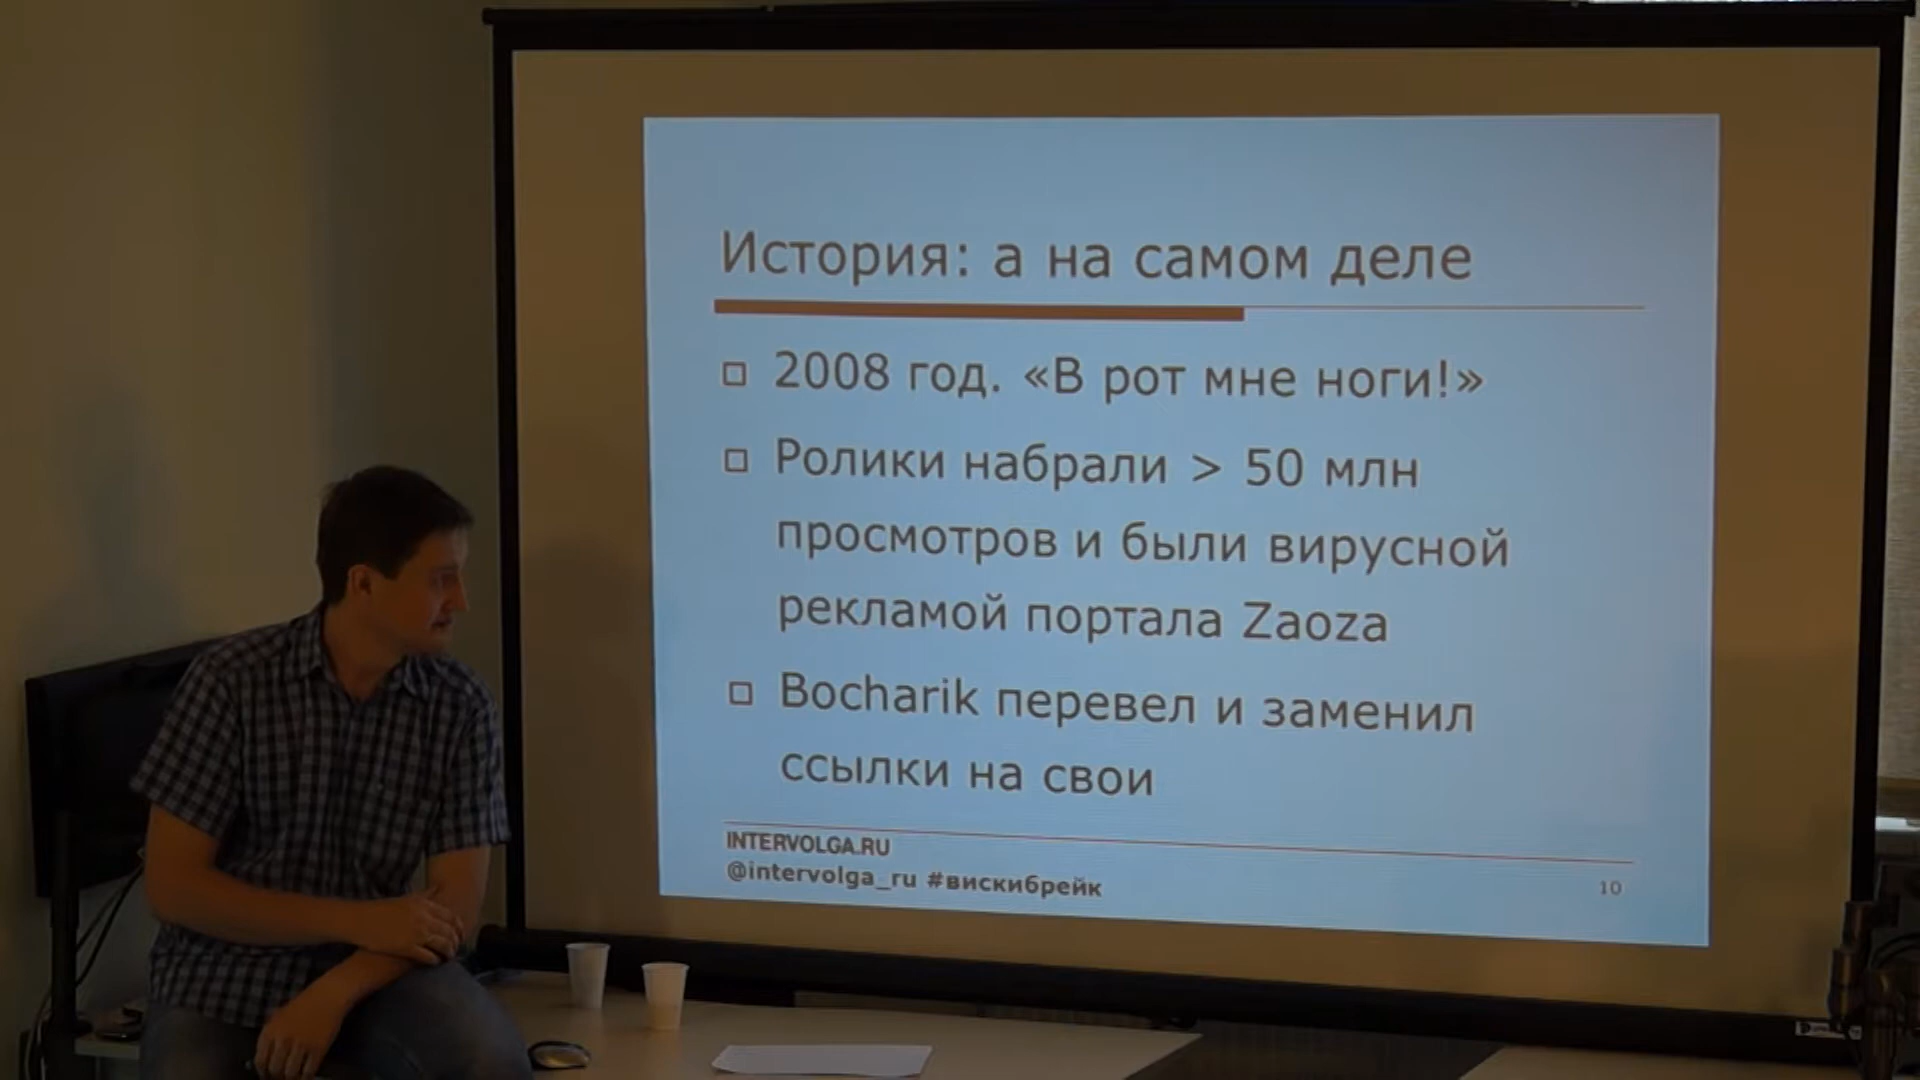 История: а на самом деле
2008 год. «В рот мне ноги!»
Ролики набрали > 50 млн
просмотров и были вирусной
рекламой портала Zaoza
Bocharik перевел и заменил
ссылки на свои
INTERVOLGA.RU
@intervolga_ru #вискибрейк
10